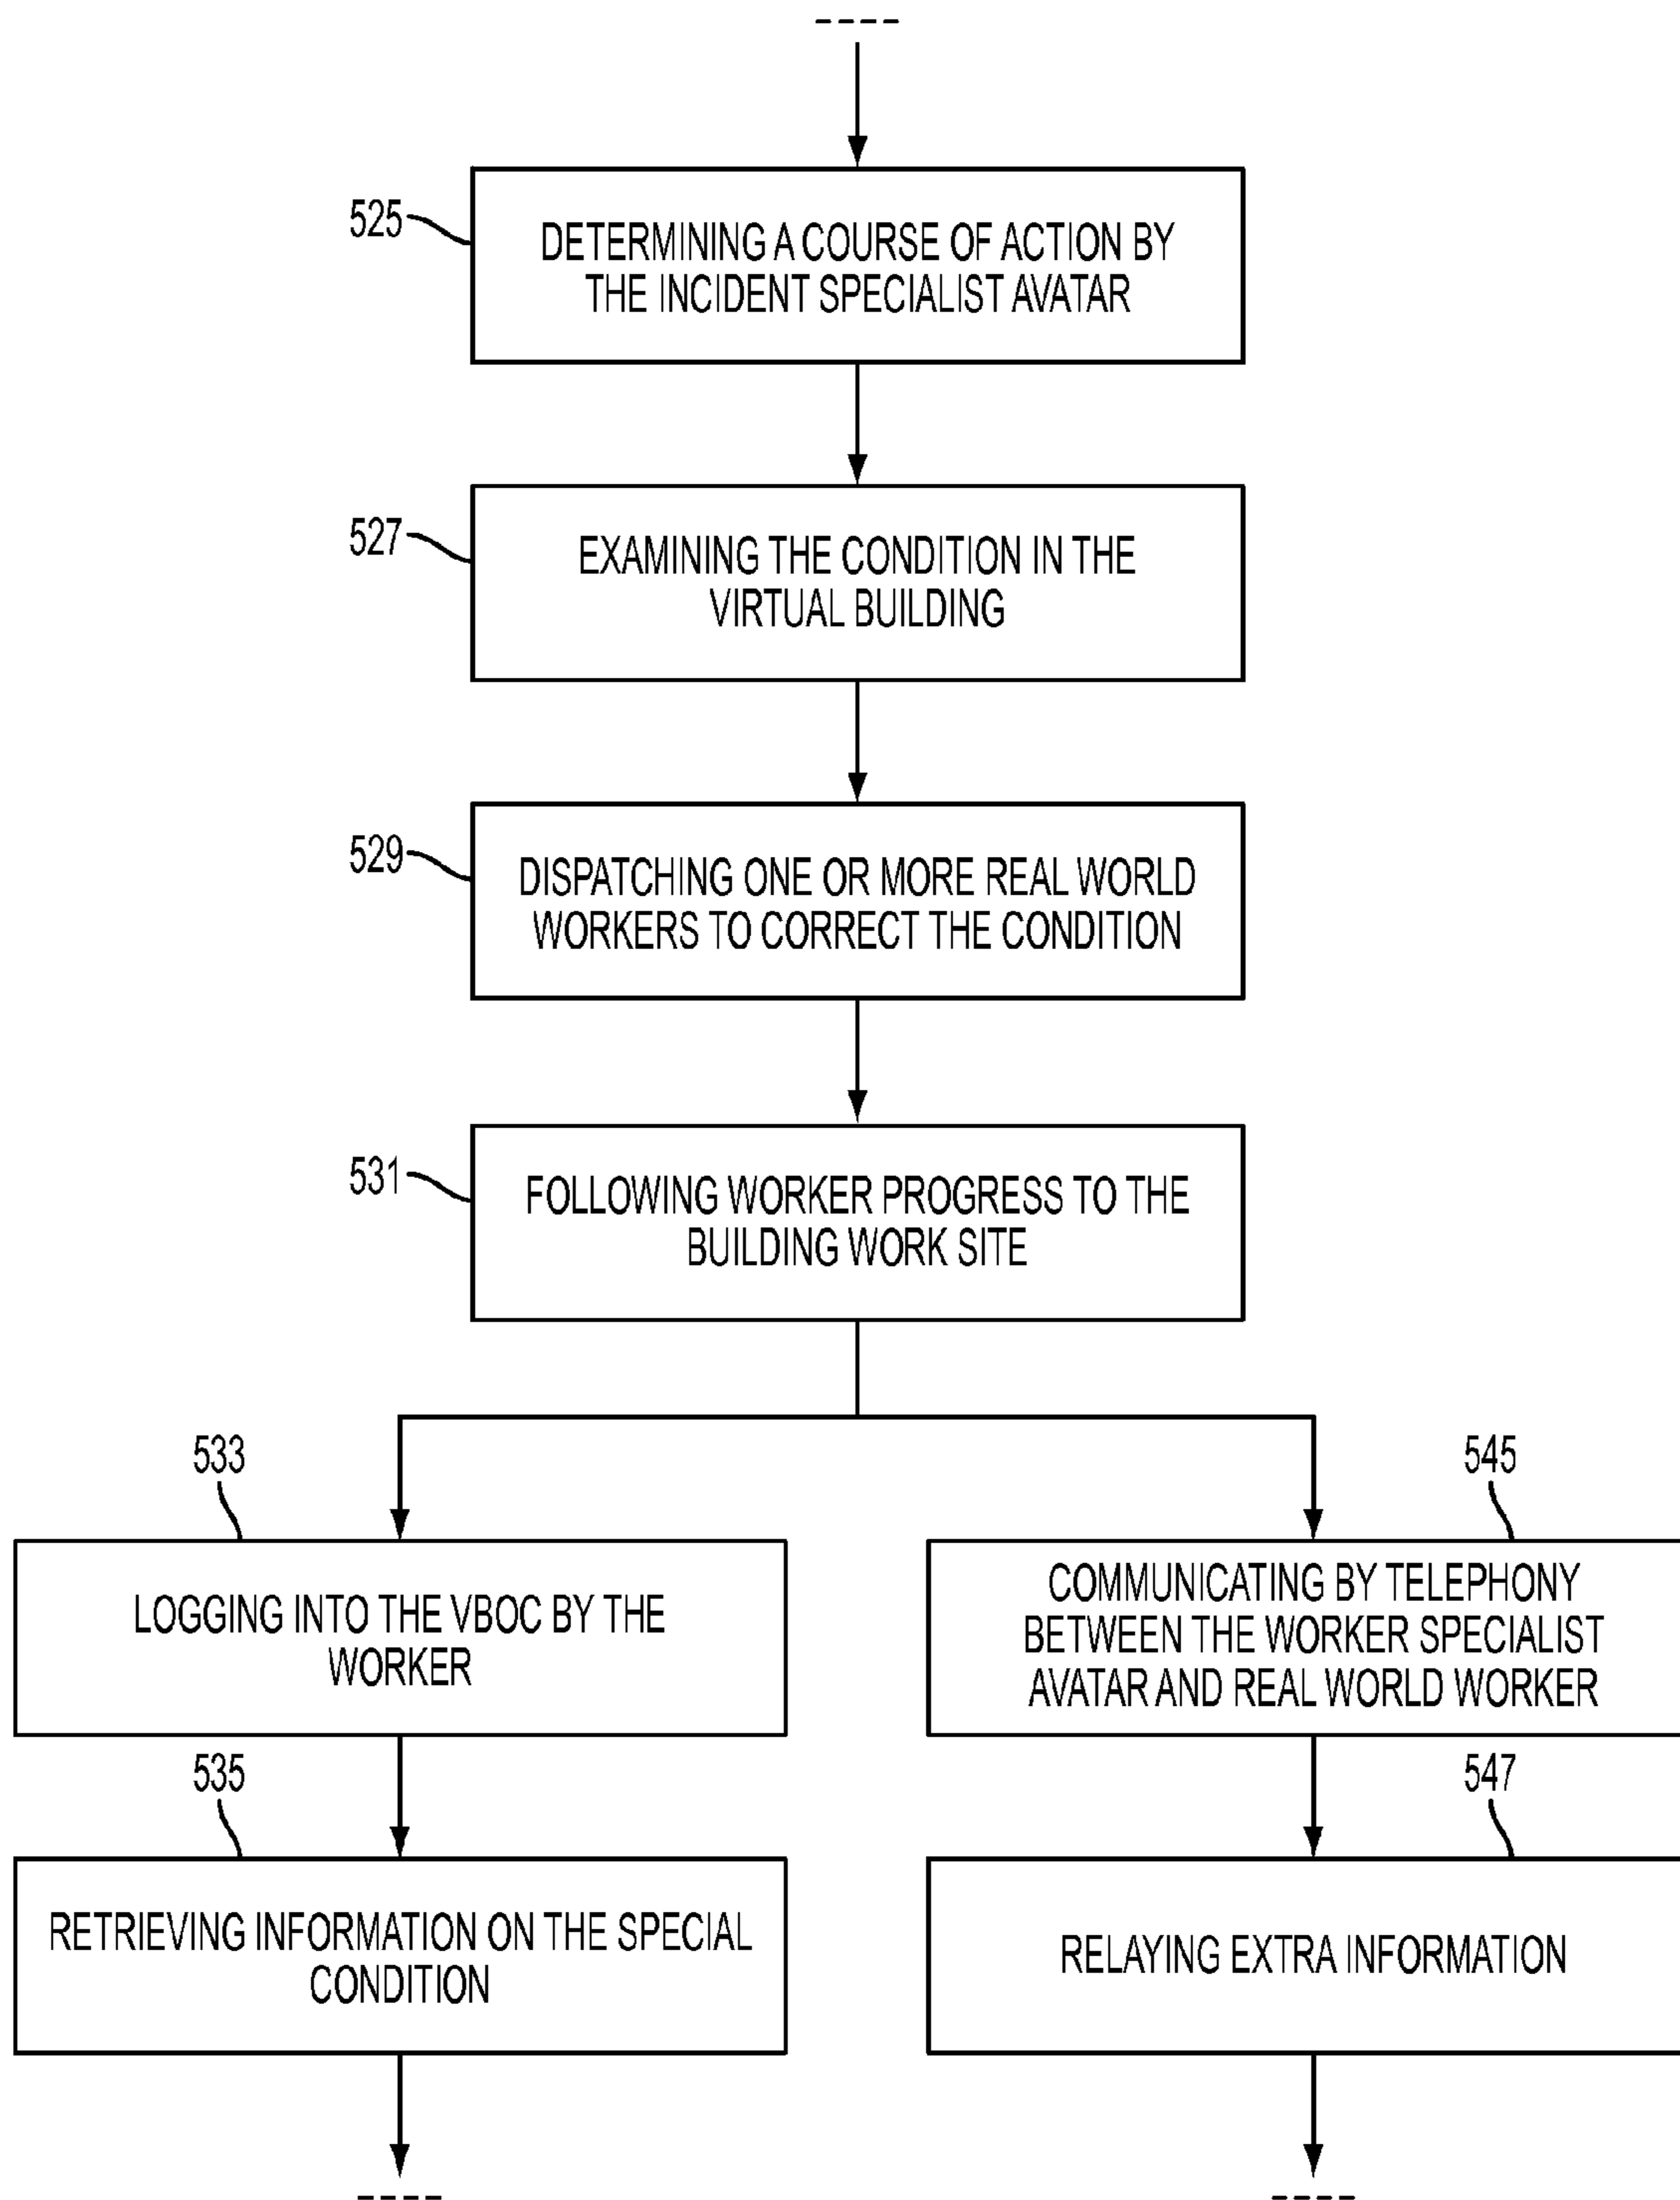 525
DETERMINING A COURSE OF ACTION BY
THE INCIDENT SPECIALIST AVATAR
527
EXAMINING THE CONDITION IN THE
VIRTUAL BUILDING
529
DISPATCHING ONE OR MORE REAL WORLD
WORKERS TO CORRECT THE CONDITION
531
FOLLOWING WORKER PROGRESS TO THE
BUILDING WORK SITE
533
LOGGING INTO THE VBOC BY THE
WORKER
535
RETRIEVING INFORMATION ON THE SPECIAL
CONDITION
545
COMMUNICATING BY TELEPHONY
BETWEEN THE WORKER SPECIALIST
AVATAR AND REAL WORLD WORKER
547
RELAYING EXTRA INFORMATION